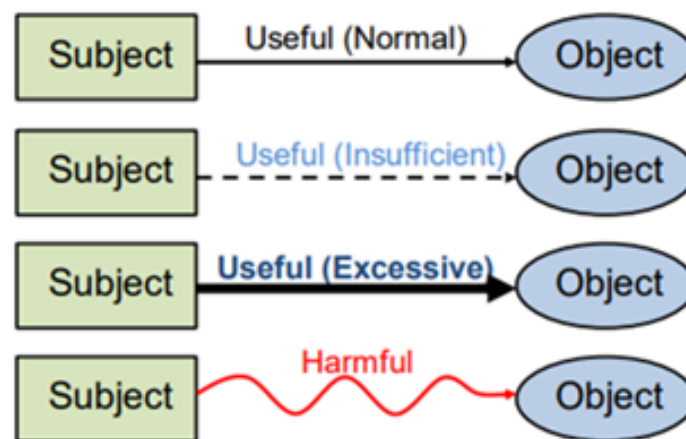 Subject Useful (Normal) Object
Subject Useful (Insufficient) Object
Subject Useful (Excessive) Object
Subject Harmful Object